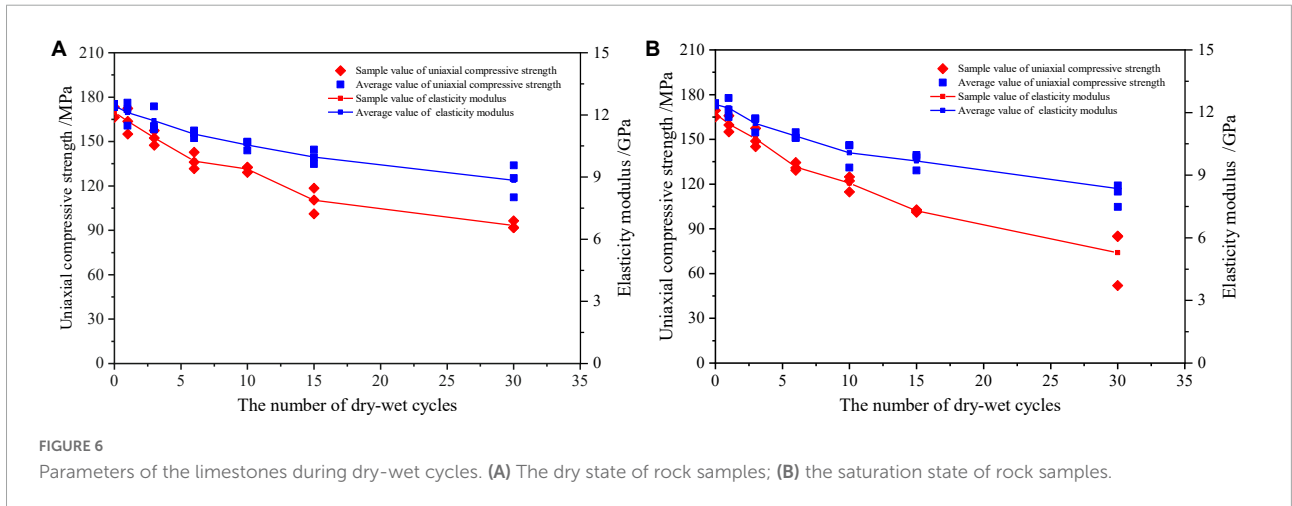 A
210
180
150
120
90
60
30
0
Uniaxial compressive strength /MPa
Sample value of uniaxial compressive strength
Average value of uniaxial compressive strength
Sample value of elasticity modulus
Average value of elasticity modulus
15
12
9
6
3
0
Elasticity modulus /GPa
0 5 10 15 20 25 30 35
The number of dry-wet cycles
B
210
180
150
120
90
60
30
0
Uniaxial compressive strength /MPa
Sample value of uniaxial compressive strength
Average value of uniaxial compressive strength
Sample value of elasticity modulus
Average value of elasticity modulus
15
12
9
6
3
0
Elasticity modulus /GPa
0 5 10 15 20 25 30 35
The number of dry-wet cycles
FIGURE 6
Parameters of the limestones during dry-wet cycles. (A) The dry state of rock samples; (B) the saturation state of rock samples.